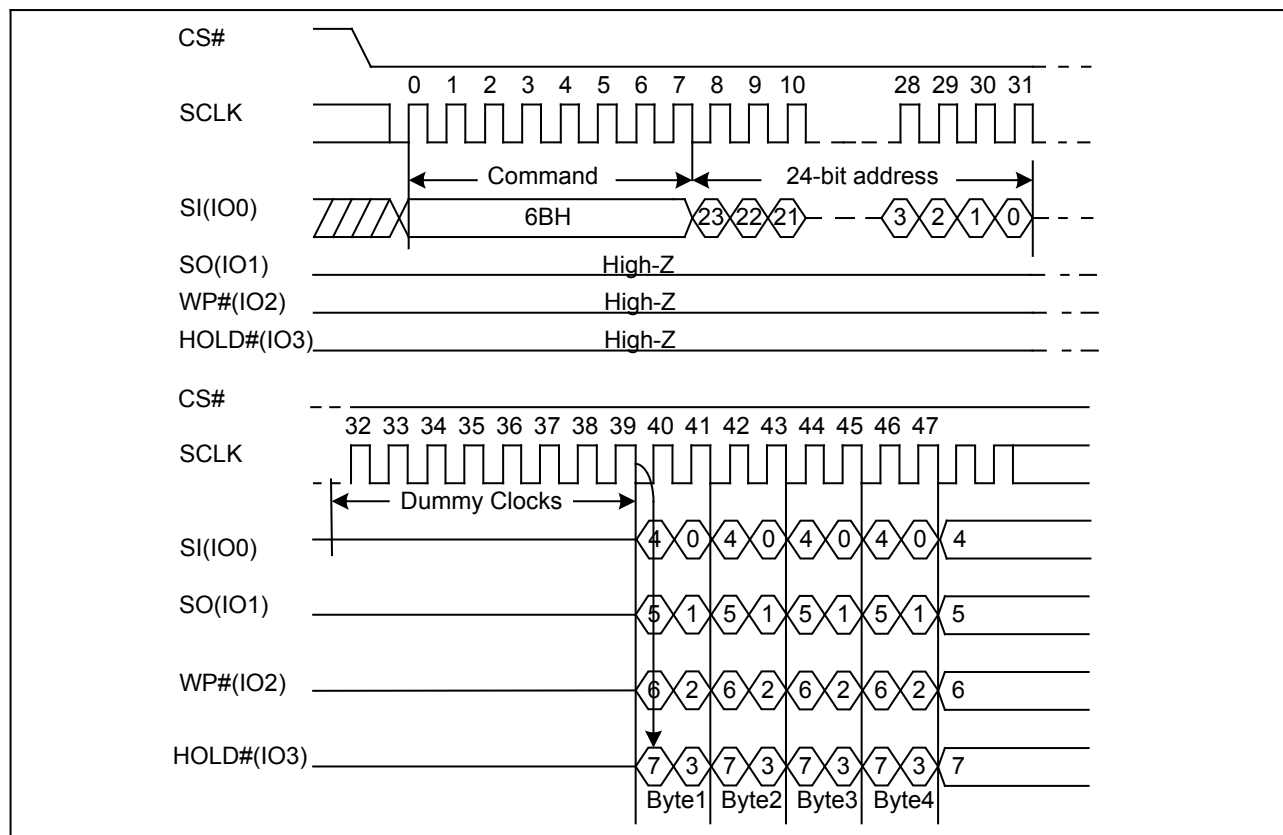 CS#
0 1 2 3 4 5 6 7 8 9 10 28 29 30 31
SCLK
Command 24-bit address
SI(IO0) 6BH 23 22 21 3 2 1 0
SO(IO1) High-Z
WP#(IO2) High-Z
HOLD#(IO3) High-Z
CS#
32 33 34 35 36 37 38 39 40 41 42 43 44 45 46 47
SCLK
Dummy Clocks
SI(IO0) 4 0 4 0 4 0 4 0 4
SO(IO1) 5 1 5 1 5 1 5 1 5
WP#(IO2) 6 2 6 2 6 2 6 2 6
HOLD#(IO3) 7 3 7 3 7 3 7 3 7
Byte1 Byte2 Byte3 Byte4